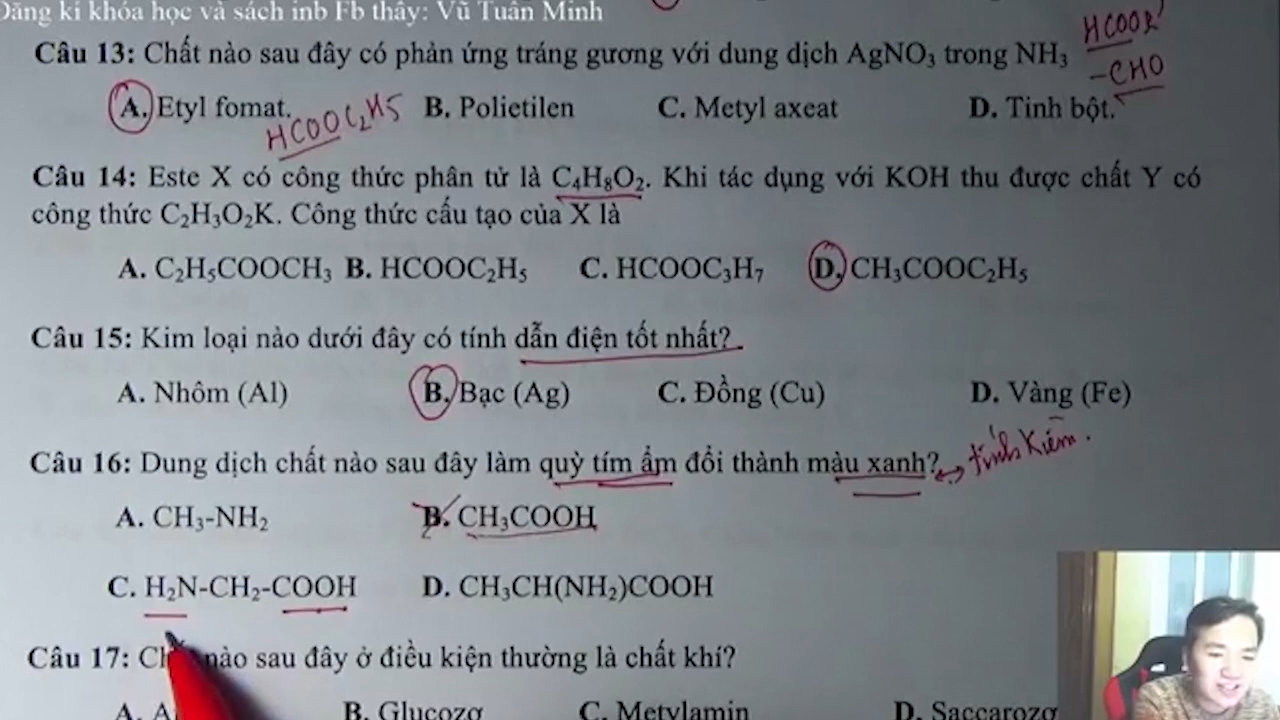 Đăng kí khóa học và sách inb Fb thầy: Vũ Tuấn Minh
HCOOR'
Câu 13: Chất nào sau đây có phản ứng tráng gương với dung dịch AgNO₃ trong NH₃
-CHO
A. Etyl fomat. B. Polietilen C. Metyl axeat D. Tinh bột.
HCOOC₂H5
Câu 14: Este X có công thức phân tử là C₄H₈O₂. Khi tác dụng với KOH thu được chất Y có
công thức C₂H₃O₂K. Công thức cấu tạo của X là
A. C₂H₅COOCH₃ B. HCOOC₂H₅ C. HCOOC₃H₇ D. CH₃COOC₂H₅
Câu 15: Kim loại nào dưới đây có tính dẫn điện tốt nhất?
A. Nhôm (Al) B. Bạc (Ag) C. Đồng (Cu) D. Vàng (Fe)
Câu 16: Dung dịch chất nào sau đây làm quỳ tím ẩm đổi thành màu xanh? tính kiềm.
A. CH₃-NH₂ B. CH₃COOH
C. H₂N-CH₂-COOH D. CH₃CH(NH₂)COOH
Câu 17: nào sau đây ở điều kiện thường là chất khí?
A. B. Glucozơ C. Metylamin D. Saccarozơ